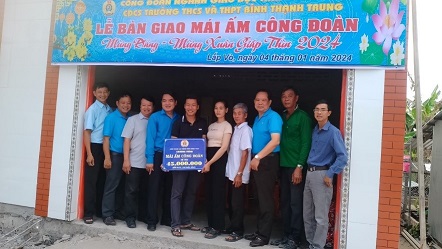 CÔNG ĐOÀN NGÀNH GIÁO DỤC
CĐCS TRƯỜNG THCS VÀ THPT BÌNH THẠNH TRUNG
LỄ BÀN GIAO MÁI ẤM CÔNG ĐOÀN
Mừng Đảng - Mừng Xuân Giáp Thìn 2024
Lấp Vò, ngày 04 tháng 01 năm 2024
MÁI ẤM CÔNG ĐOÀN
45.000.000